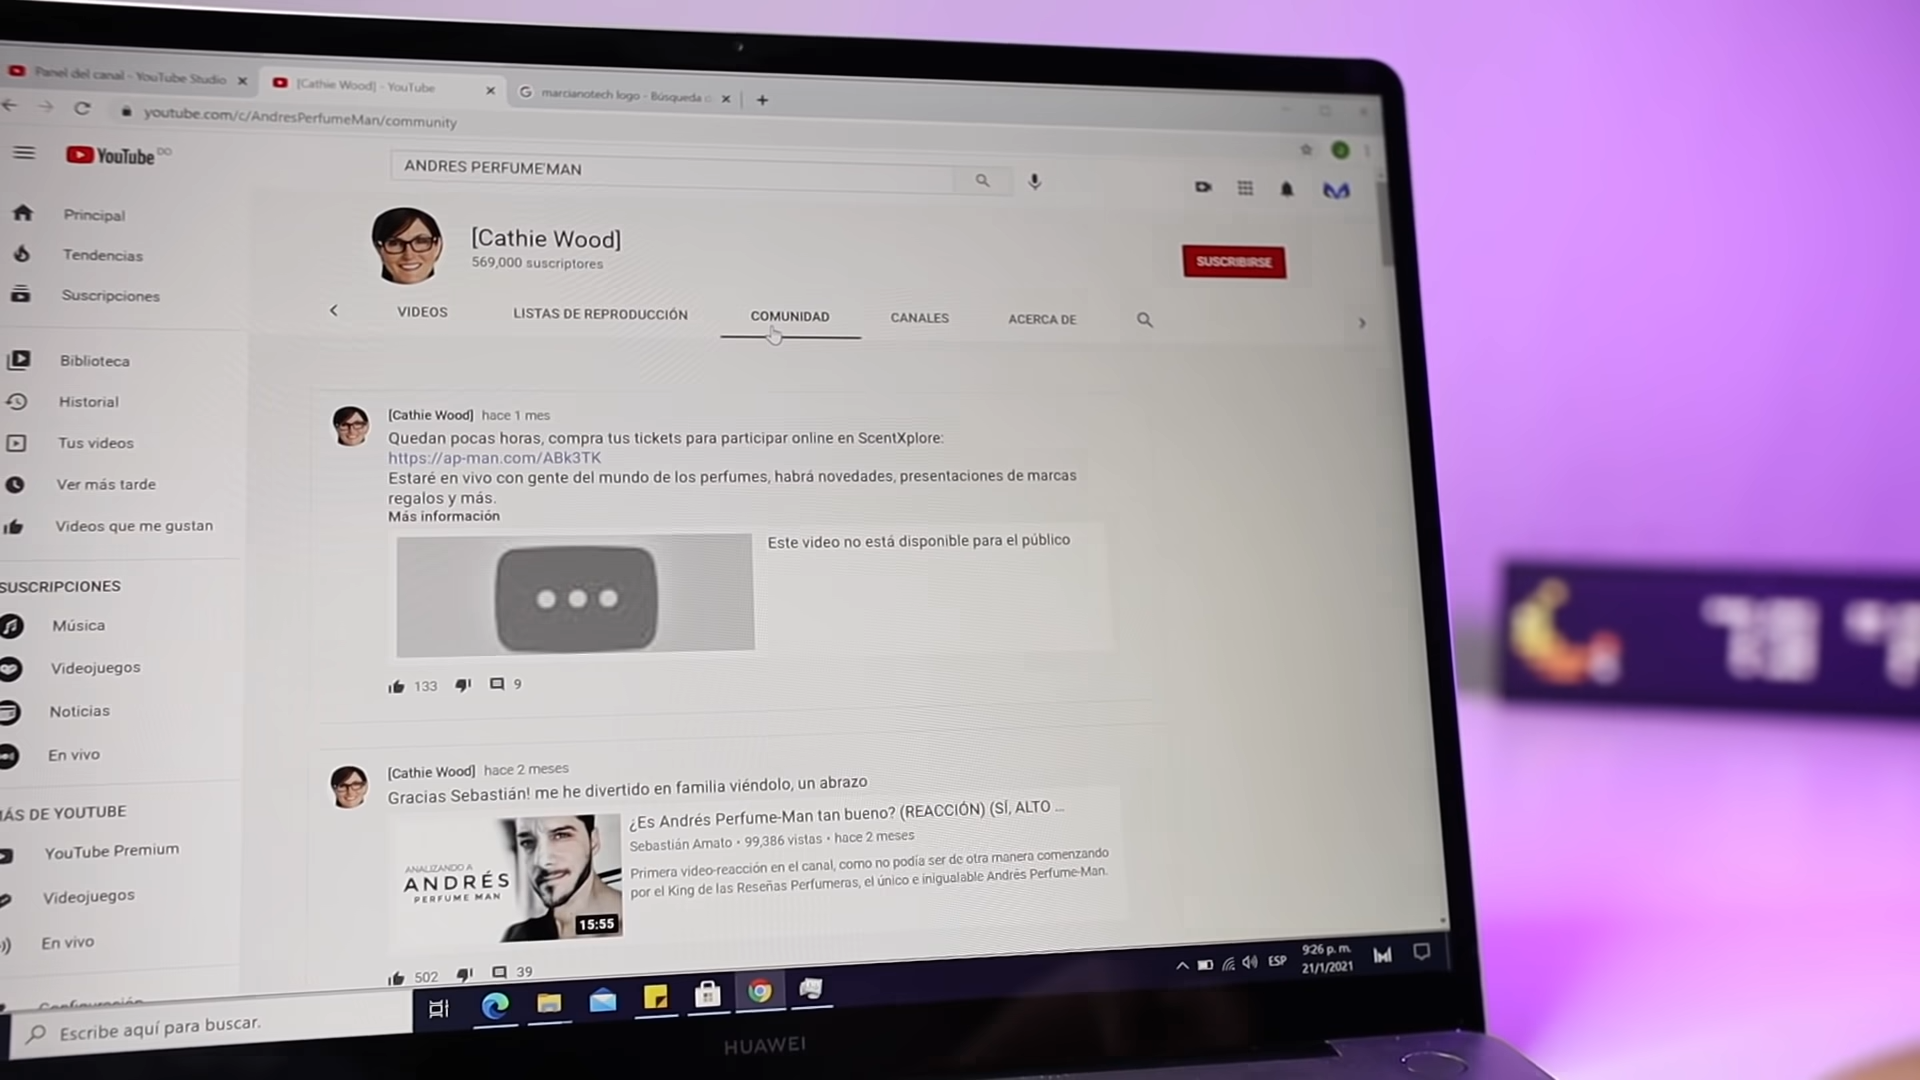 Panel del canal - YouTube Studio
[Cathie Wood] - YouTube
marcianotech logo - Búsqueda
youtube.com/c/AndresPerfumeMan/community
YouTube DO
ANDRES PERFUME'MAN
Principal
Tendencias
Suscripciones
Biblioteca
Historial
Tus videos
Ver más tarde
Videos que me gustan
SUSCRIPCIONES
Música
Videojuegos
Noticias
En vivo
MÁS DE YOUTUBE
YouTube Premium
Videojuegos
En vivo
Configuración
[Cathie Wood]
569,000 suscriptores
SUSCRIBIRSE
VIDEOS
LISTAS DE REPRODUCCIÓN
COMUNIDAD
CANALES
ACERCA DE
[Cathie Wood] hace 1 mes
Quedan pocas horas, compra tus tickets para participar online en ScentXplore:
https://ap-man.com/ABk3TK
Estaré en vivo con gente del mundo de los perfumes, habrá novedades, presentaciones de marcas
regalos y más.
Más información
Este video no está disponible para el público
133
9
[Cathie Wood] hace 2 meses
Gracias Sebastián! me he divertido en familia viéndolo, un abrazo
ANALIZANDO A
ANDRÉS
PERFUME MAN
15:55
¿Es Andrés Perfume-Man tan bueno? (REACCIÓN) (SÍ, ALTO ...
Sebastián Amato • 99,386 vistas • hace 2 meses
Primera video-reacción en el canal, como no podía ser de otra manera comenzando
por el King de las Reseñas Perfumeras, el único e inigualable Andrés Perfume-Man.
502
39
Escribe aquí para buscar.
ESP
9:26 p. m.
21/1/2021
HUAWEI